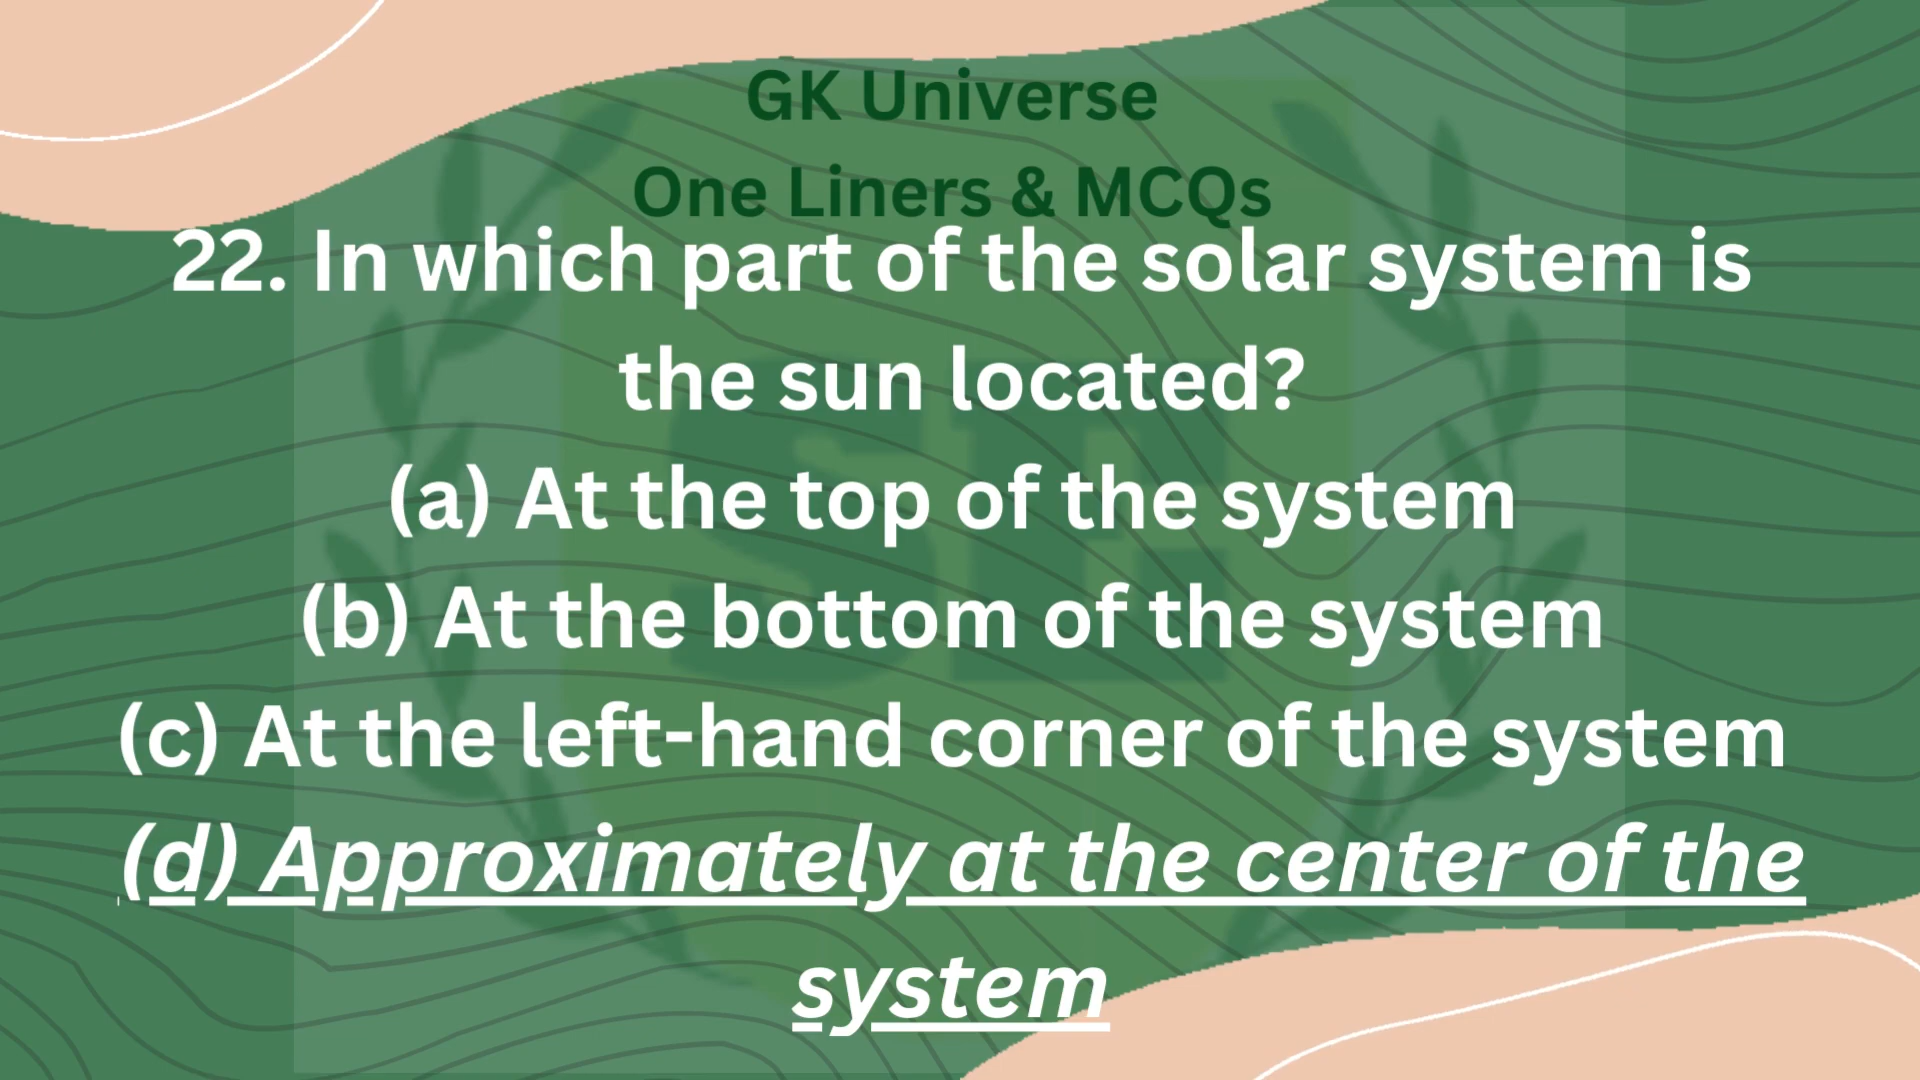 GK Universe
One Liners & MCQs
22. In which part of the solar system is
the sun located?
(a) At the top of the system
(b) At the bottom of the system
(c) At the left-hand corner of the system
(d) Approximately at the center of the
system